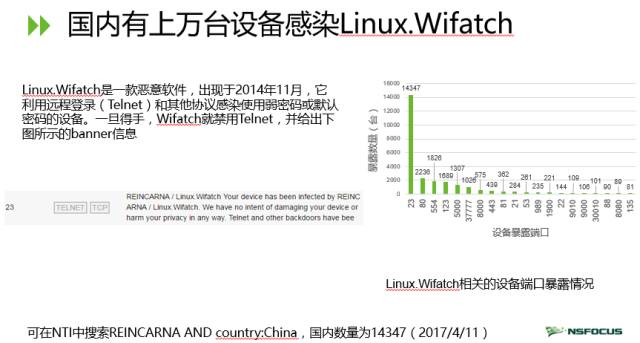 国内有上万台设备感染Linux.Wifatch
Linux.Wifatch是一款恶意软件，出现于2014年11月，它
利用远程登录（Telnet）和其他协议感染使用弱密码或默认
密码的设备。一旦得手，Wifatch就禁用Telnet，并给出下
图所示的banner信息
23 TELNET TCP
REINCARNA / Linux.Wifatch Your device has been infected by REINC
ARNA / Linux.Wifatch. We have no intent of damaging your device or
harm your privacy in any way. Telnet and other backdoors have bee
暴露数量（台）
16000
14000
12000
10000
8000
6000
4000
2000
0
14347 2236 1826 1689 1307 1026 575 439 362 284 261 235 221 144 109 106 101 90 89 81
23 80 554 123 5000 37777 8000 443 81 21 53 989 1900 22 9010 9000 30010 88 8080 135
设备暴露端口
Linux.Wifatch相关的设备端口暴露情况
可在NTI中搜索REINCARNA AND country:China，国内数量为14347（2017/4/11）
NSFOCUS